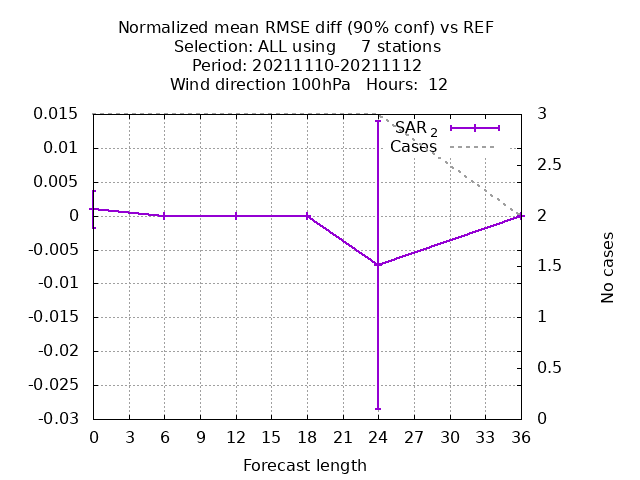 Normalized mean RMSE diff (90% conf) vs REF
Selection: ALL using     7 stations
Period: 20211110-20211112
Wind direction 100hPa   Hours:  12
0.015
0.01
0.005
0
-0.005
-0.01
-0.015
-0.02
-0.025
-0.03
SAR 2
Cases
3
2.5
2
1.5
1
0.5
0
No cases
0 3 6 9 12 15 18 21 24 27 30 33 36
Forecast length